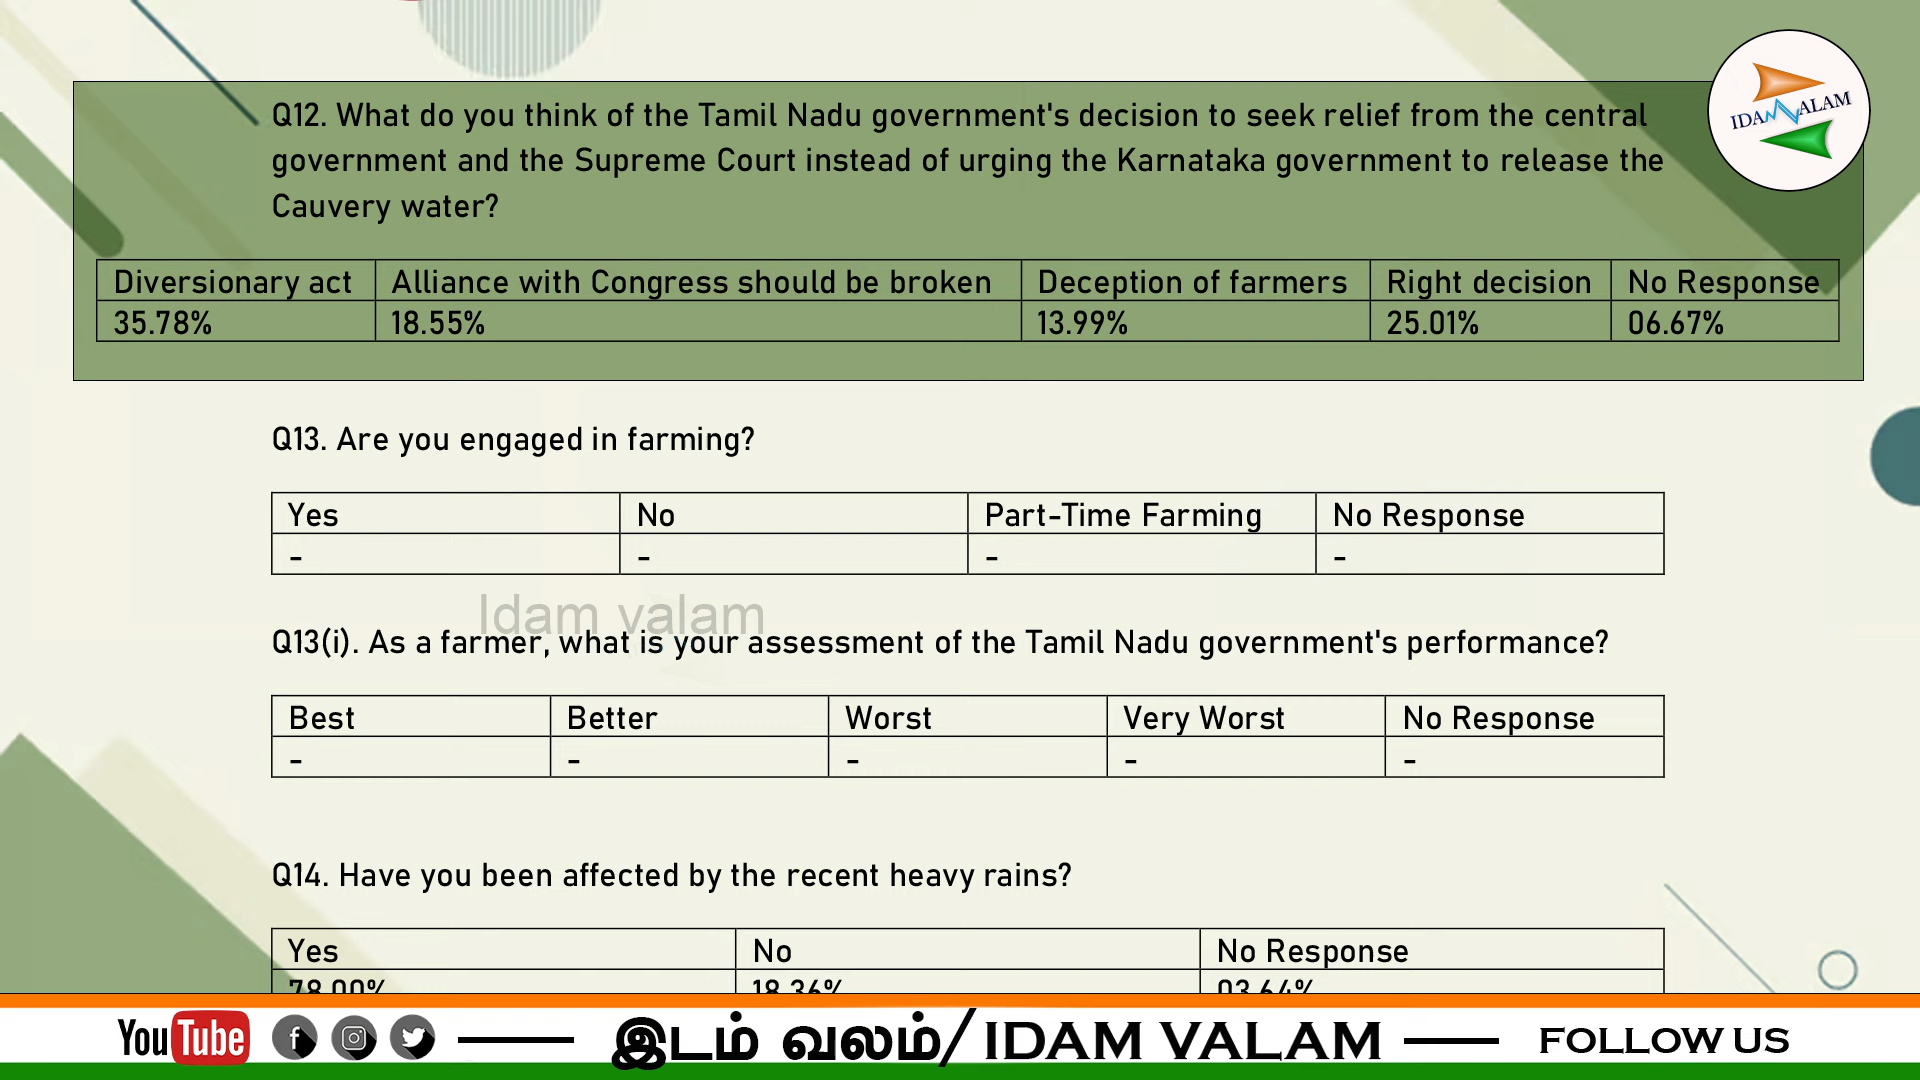 Q12. What do you think of the Tamil Nadu government's decision to seek relief from the central
government and the Supreme Court instead of urging the Karnataka government to release the
Cauvery water?
IDAM VALAM
Diversionary act Alliance with Congress should be broken Deception of farmers Right decision No Response
35.78% 18.55% 13.99% 25.01% 06.67%
Q13. Are you engaged in farming?
Yes No Part-Time Farming No Response
- - - -
Idam valam
Q13(i). As a farmer, what is your assessment of the Tamil Nadu government's performance?
Best Better Worst Very Worst No Response
- - - - -
Q14. Have you been affected by the recent heavy rains?
Yes No No Response
78.00% 18.36% 03.64%
YouTube இடம் வலம்/ IDAM VALAM FOLLOW US